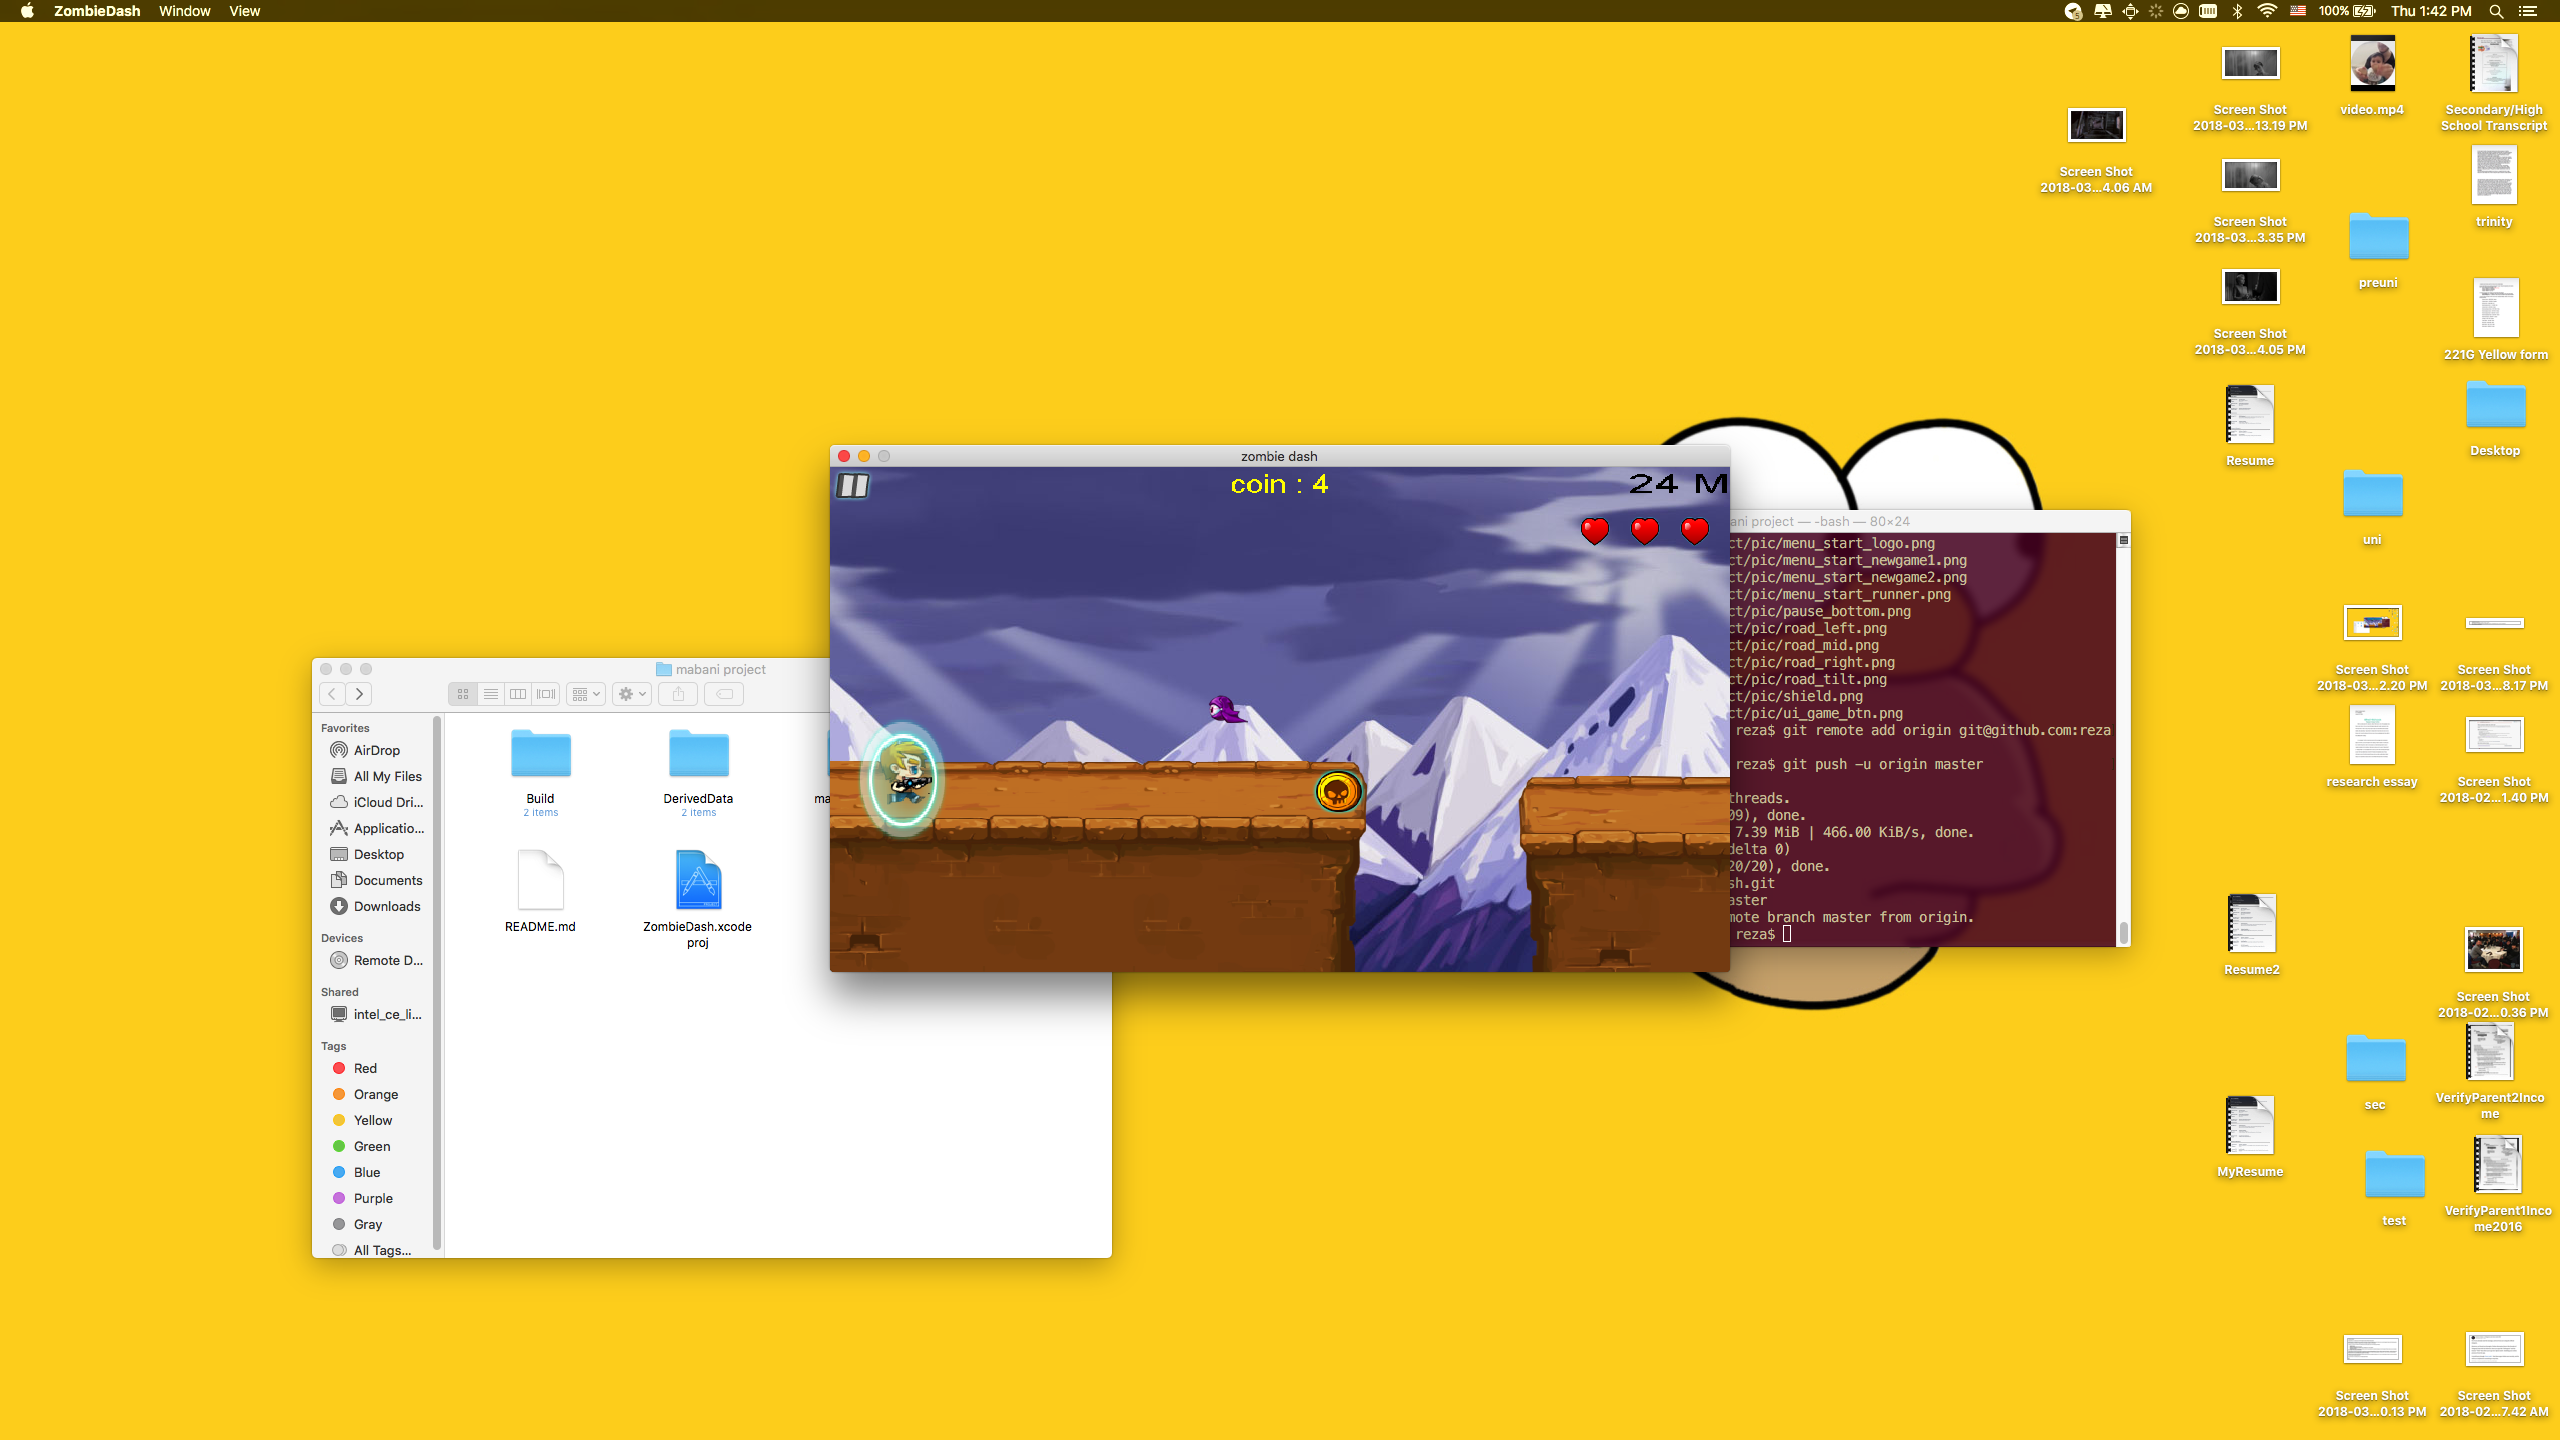 ZombieDash Window View
100% Thu 1:42 PM
Screen Shot
2018-03...4.06 AM
Screen Shot
2018-03...13.19 PM
Screen Shot
2018-03...3.35 PM
Screen Shot
2018-03...4.05 PM
Resume
Resume2
MyResume
video.mp4
preuni
uni
Screen Shot
2018-03...2.20 PM
research essay
sec
test
Screen Shot
2018-03...0.13 PM
Secondary/High
School Transcript
trinity
221G Yellow form
Desktop
Screen Shot
2018-03...8.17 PM
Screen Shot
2018-02...1.40 PM
Screen Shot
2018-02...0.36 PM
VerifyParent2Inco
me
VerifyParent1Inco
me2016
Screen Shot
2018-02...7.42 AM
zombie dash
coin : 4
24 M
ani project — -bash — 80×24
ct/pic/menu_start_logo.png
ct/pic/menu_start_newgame1.png
ct/pic/menu_start_newgame2.png
ct/pic/menu_start_runner.png
ct/pic/pause_bottom.png
ct/pic/road_left.png
ct/pic/road_mid.png
ct/pic/road_right.png
ct/pic/road_tilt.png
ct/pic/shield.png
ct/pic/ui_game_btn.png
reza$ git remote add origin git@github.com:reza
reza$ git push -u origin master
threads.
09), done.
7.39 MiB | 466.00 KiB/s, done.
delta 0)
20/20), done.
sh.git
aster
mote branch master from origin.
reza$
mabani project
Favorites
AirDrop
All My Files
iCloud Dri...
Applicatio...
Desktop
Documents
Downloads
Devices
Remote D...
Shared
intel_ce_li...
Tags
Red
Orange
Yellow
Green
Blue
Purple
Gray
All Tags...
Build
2 items
DerivedData
2 items
ma
README.md
ZombieDash.xcode
proj